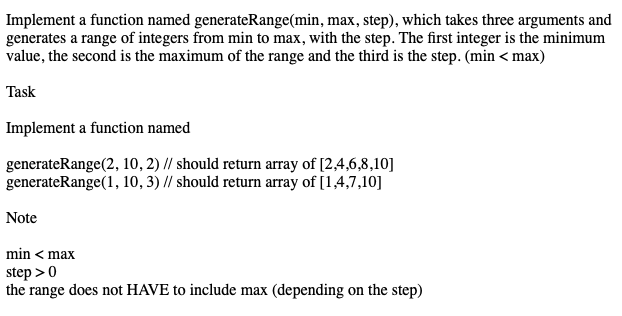 Implement a function named generateRange(min, max, step), which takes three arguments and
generates a range of integers from min to max, with the step. The first integer is the minimum
value, the second is the maximum of the range and the third is the step. (min < max)
Task
Implement a function named
generateRange(2, 10, 2) // should return array of [2,4,6,8,10]
generateRange(1, 10, 3) // should return array of [1,4,7,10]
Note
min < max
step > 0
the range does not HAVE to include max (depending on the step)